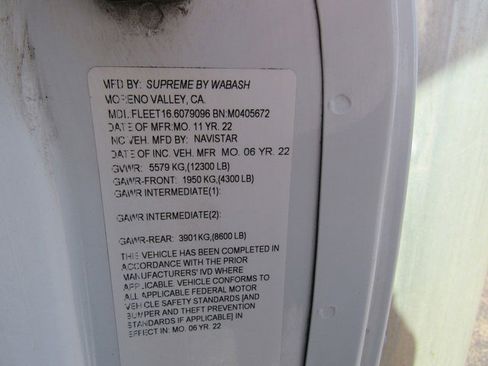 MFD BY: SUPREME BY WABASH
MORENO VALLEY, CA.
MDL. FLEET16.6079096 BN:M0405672
DATE OF MFR: MO. 11 YR. 22
INC VEH. MFD BY: NAVISTAR
DATE OF INC. VEH. MFR MO. 06 YR. 22
GVWR: 5579 KG,(12300 LB)
GAWR-FRONT: 1950 KG,(4300 LB)
GAWR INTERMEDIATE(1):
GAWR INTERMEDIATE(2):
GAWR-REAR: 3901 KG,(8600 LB)
THIS VEHICLE HAS BEEN COMPLETED IN
ACCORDANCE WITH THE PRIOR
MANUFACTURERS' IVD WHERE
APPLICABLE. VEHICLE CONFORMS TO
ALL APPLICABLE FEDERAL MOTOR
VEHICLE SAFETY STANDARDS [AND
BUMPER AND THEFT PREVENTION
STANDARDS IF APPLICABLE] IN
EFFECT IN: MO. 06 YR. 22